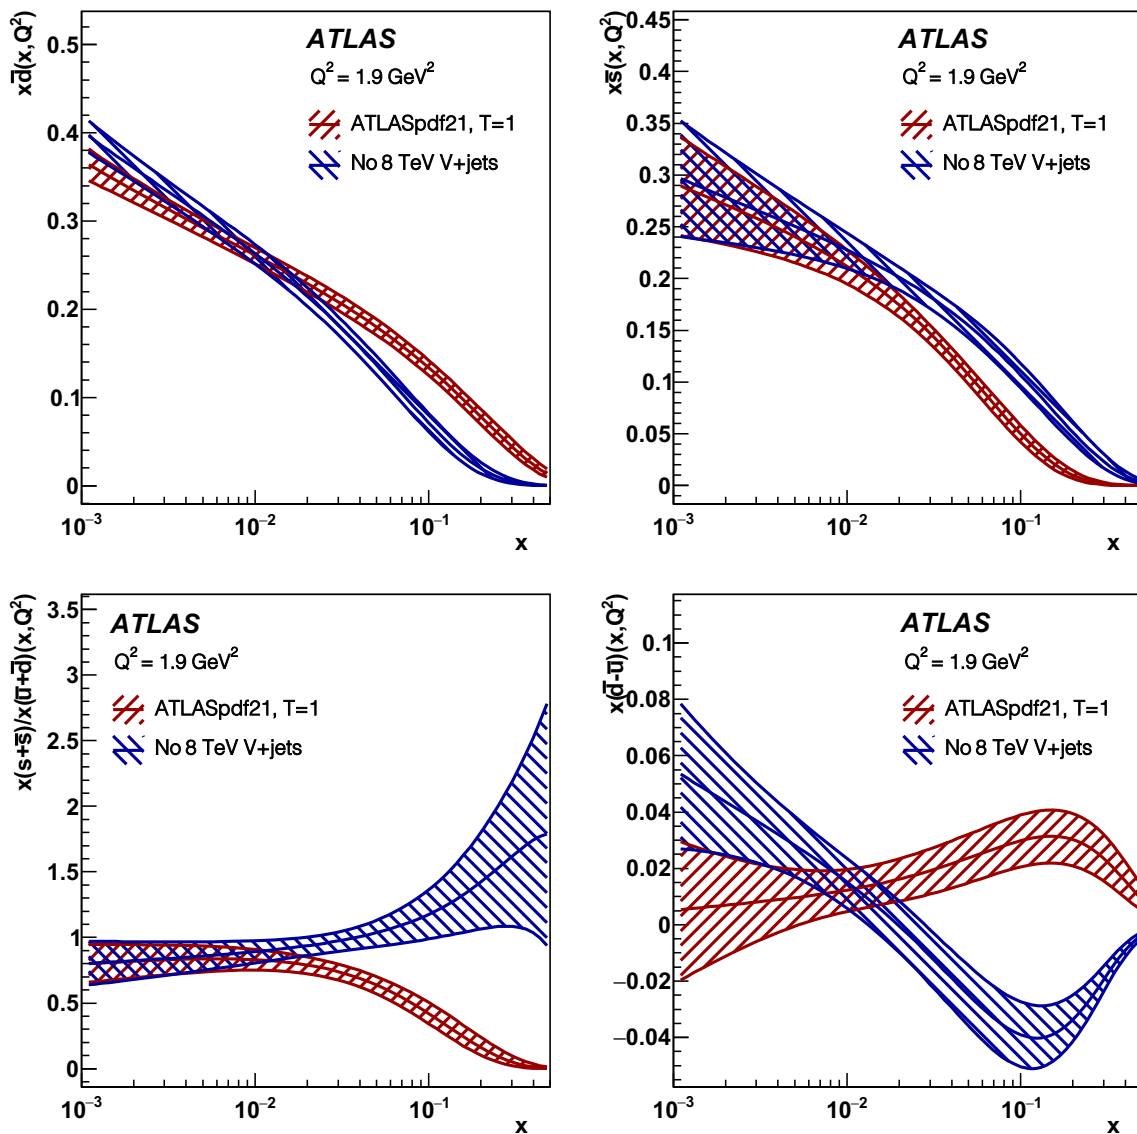 xd̅(x,Q²)
ATLAS
Q² = 1.9 GeV²
ATLASpdf21, T=1
No 8 TeV V+jets
0.5
0.4
0.3
0.2
0.1
0
10⁻³ 10⁻² 10⁻¹
x
xs̅(x,Q²)
ATLAS
Q² = 1.9 GeV²
ATLASpdf21, T=1
No 8 TeV V+jets
0.45
0.4
0.35
0.3
0.25
0.2
0.15
0.1
0.05
0
10⁻³ 10⁻² 10⁻¹
x
x(s+s̅)/x(u̅+d̅)(x,Q²)
ATLAS
Q² = 1.9 GeV²
ATLASpdf21, T=1
No 8 TeV V+jets
3.5
3
2.5
2
1.5
1
0.5
0
10⁻³ 10⁻² 10⁻¹
x
x(d̅-u̅)(x,Q²)
ATLAS
Q² = 1.9 GeV²
ATLASpdf21, T=1
No 8 TeV V+jets
0.1
0.08
0.06
0.04
0.02
0
−0.02
−0.04
10⁻³ 10⁻² 10⁻¹
x